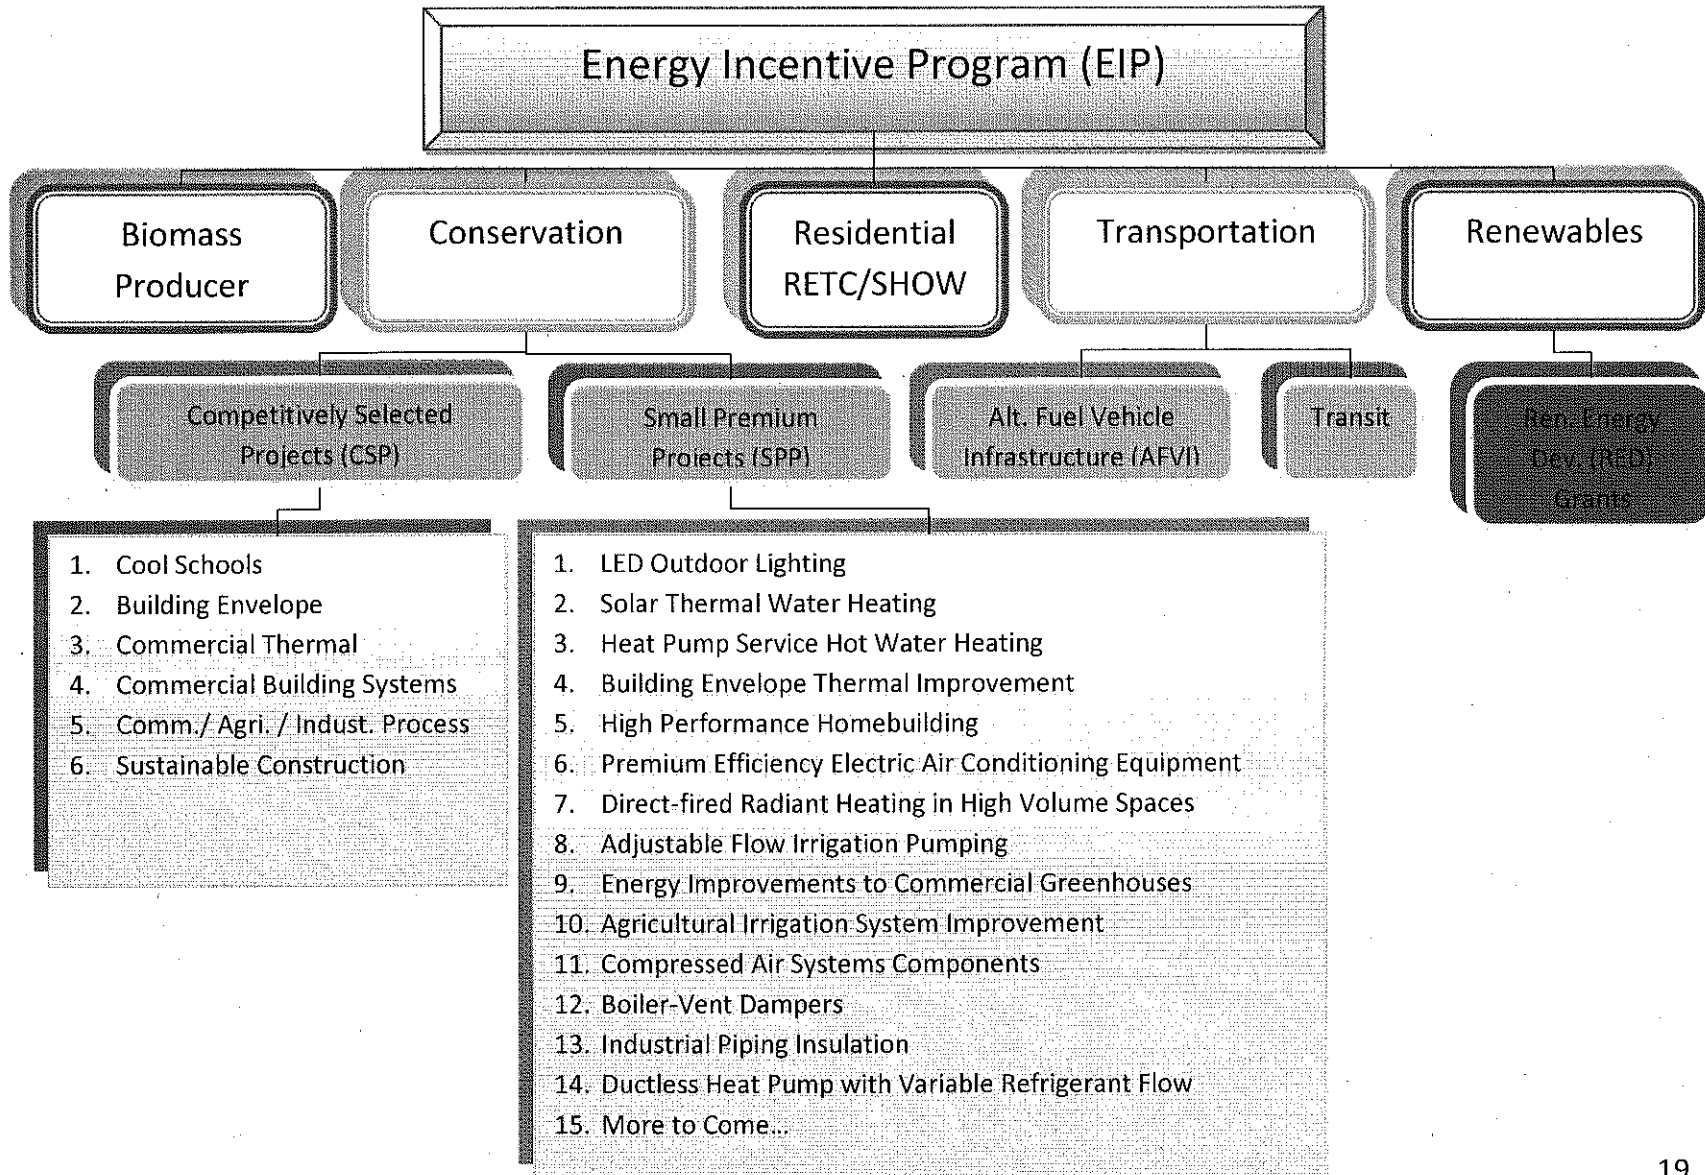 Energy Incentive Program (EIP)
Biomass
Producer
Conservation
Residential
RETC/SHOW
Transportation
Renewables
Competitively Selected
Projects (CSP)
Small Premium
Projects (SPP)
Alt. Fuel Vehicle
Infrastructure (AFVI)
Transit
Ren. Energy
Dev. (RED)
Grants
1. Cool Schools
2. Building Envelope
3. Commercial Thermal
4. Commercial Building Systems
5. Comm./ Agri. / Indust. Process
6. Sustainable Construction
1. LED Outdoor Lighting
2. Solar Thermal Water Heating
3. Heat Pump Service Hot Water Heating
4. Building Envelope Thermal Improvement
5. High Performance Homebuilding
6. Premium Efficiency Electric Air Conditioning Equipment
7. Direct-fired Radiant Heating in High Volume Spaces
8. Adjustable Flow Irrigation Pumping
9. Energy Improvements to Commercial Greenhouses
10. Agricultural Irrigation System Improvement
11. Compressed Air Systems Components
12. Boiler-Vent Dampers
13. Industrial Piping Insulation
14. Ductless Heat Pump with Variable Refrigerant Flow
15. More to Come...
19